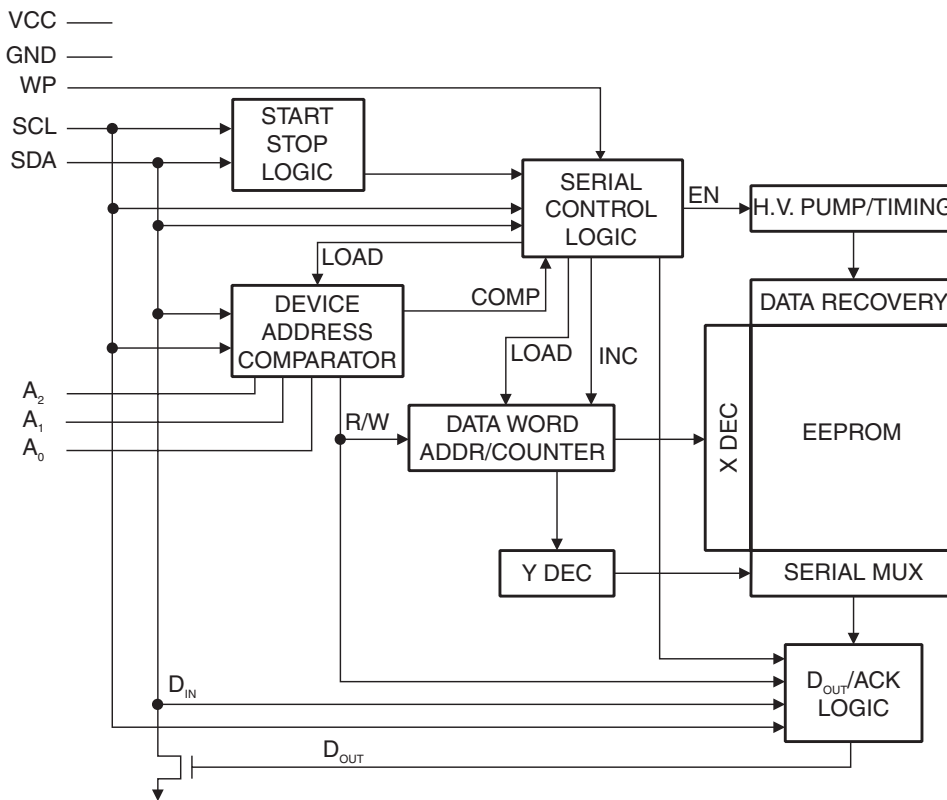 VCC
GND
WP
SCL
SDA
START
STOP
LOGIC
SERIAL
CONTROL
LOGIC
EN
H.V. PUMP/TIMING
LOAD
COMP
DEVICE
ADDRESS
COMPARATOR
DATA RECOVERY
LOAD
INC
A2
A1
A0
R/W
DATA WORD
ADDR/COUNTER
X DEC
EEPROM
Y DEC
SERIAL MUX
DIN
DOUT/ACK
LOGIC
DOUT